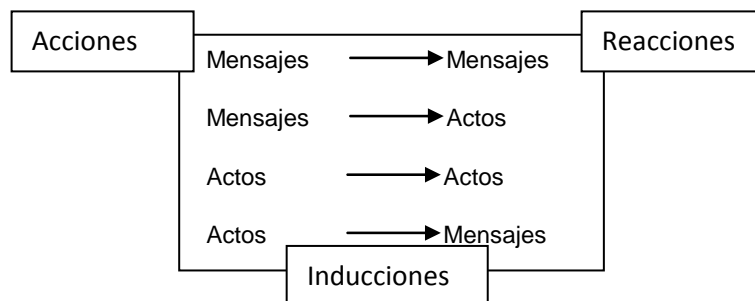 Acciones
Reacciones
Mensajes Mensajes
Mensajes Actos
Actos Actos
Actos Mensajes
Inducciones